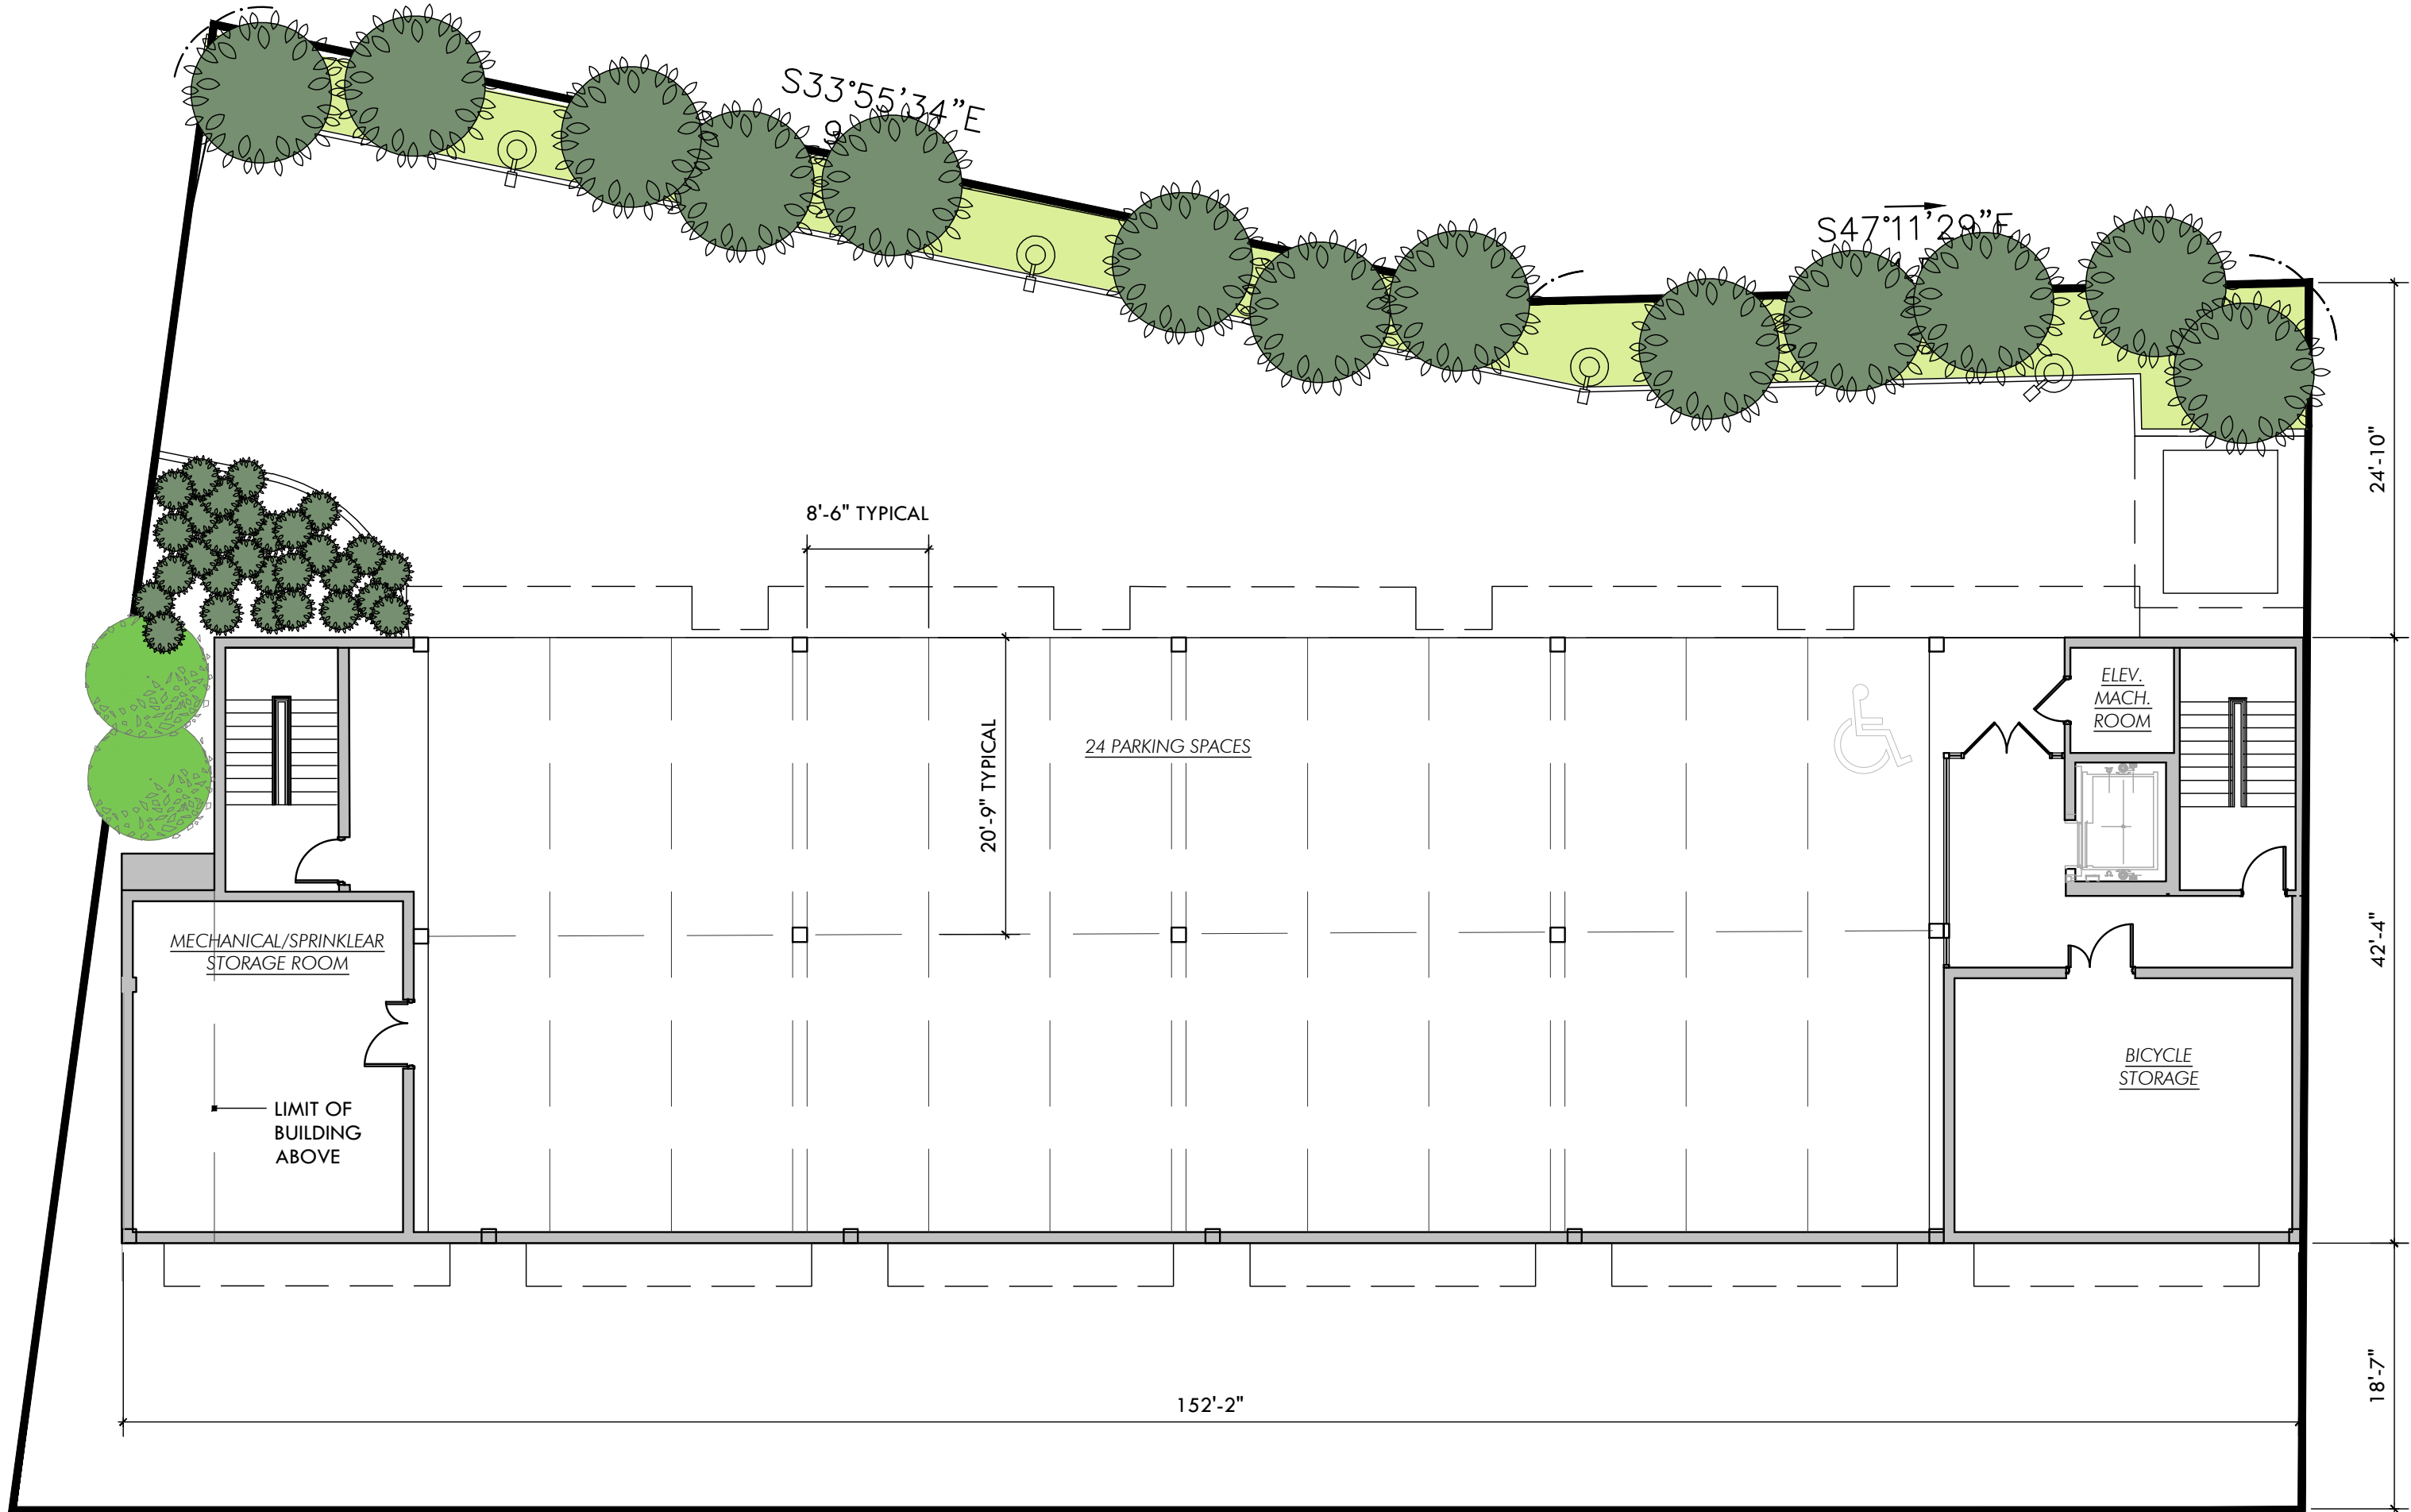 S33°55'34"E
S47°11'29"E
24'-10"
8'-6" TYPICAL
20'-9" TYPICAL
24 PARKING SPACES
ELEV.
MACH.
ROOM
MECHANICAL/SPRINKLEAR
STORAGE ROOM
42'-4"
BICYCLE
STORAGE
LIMIT OF
BUILDING
ABOVE
152'-2"
18'-7"